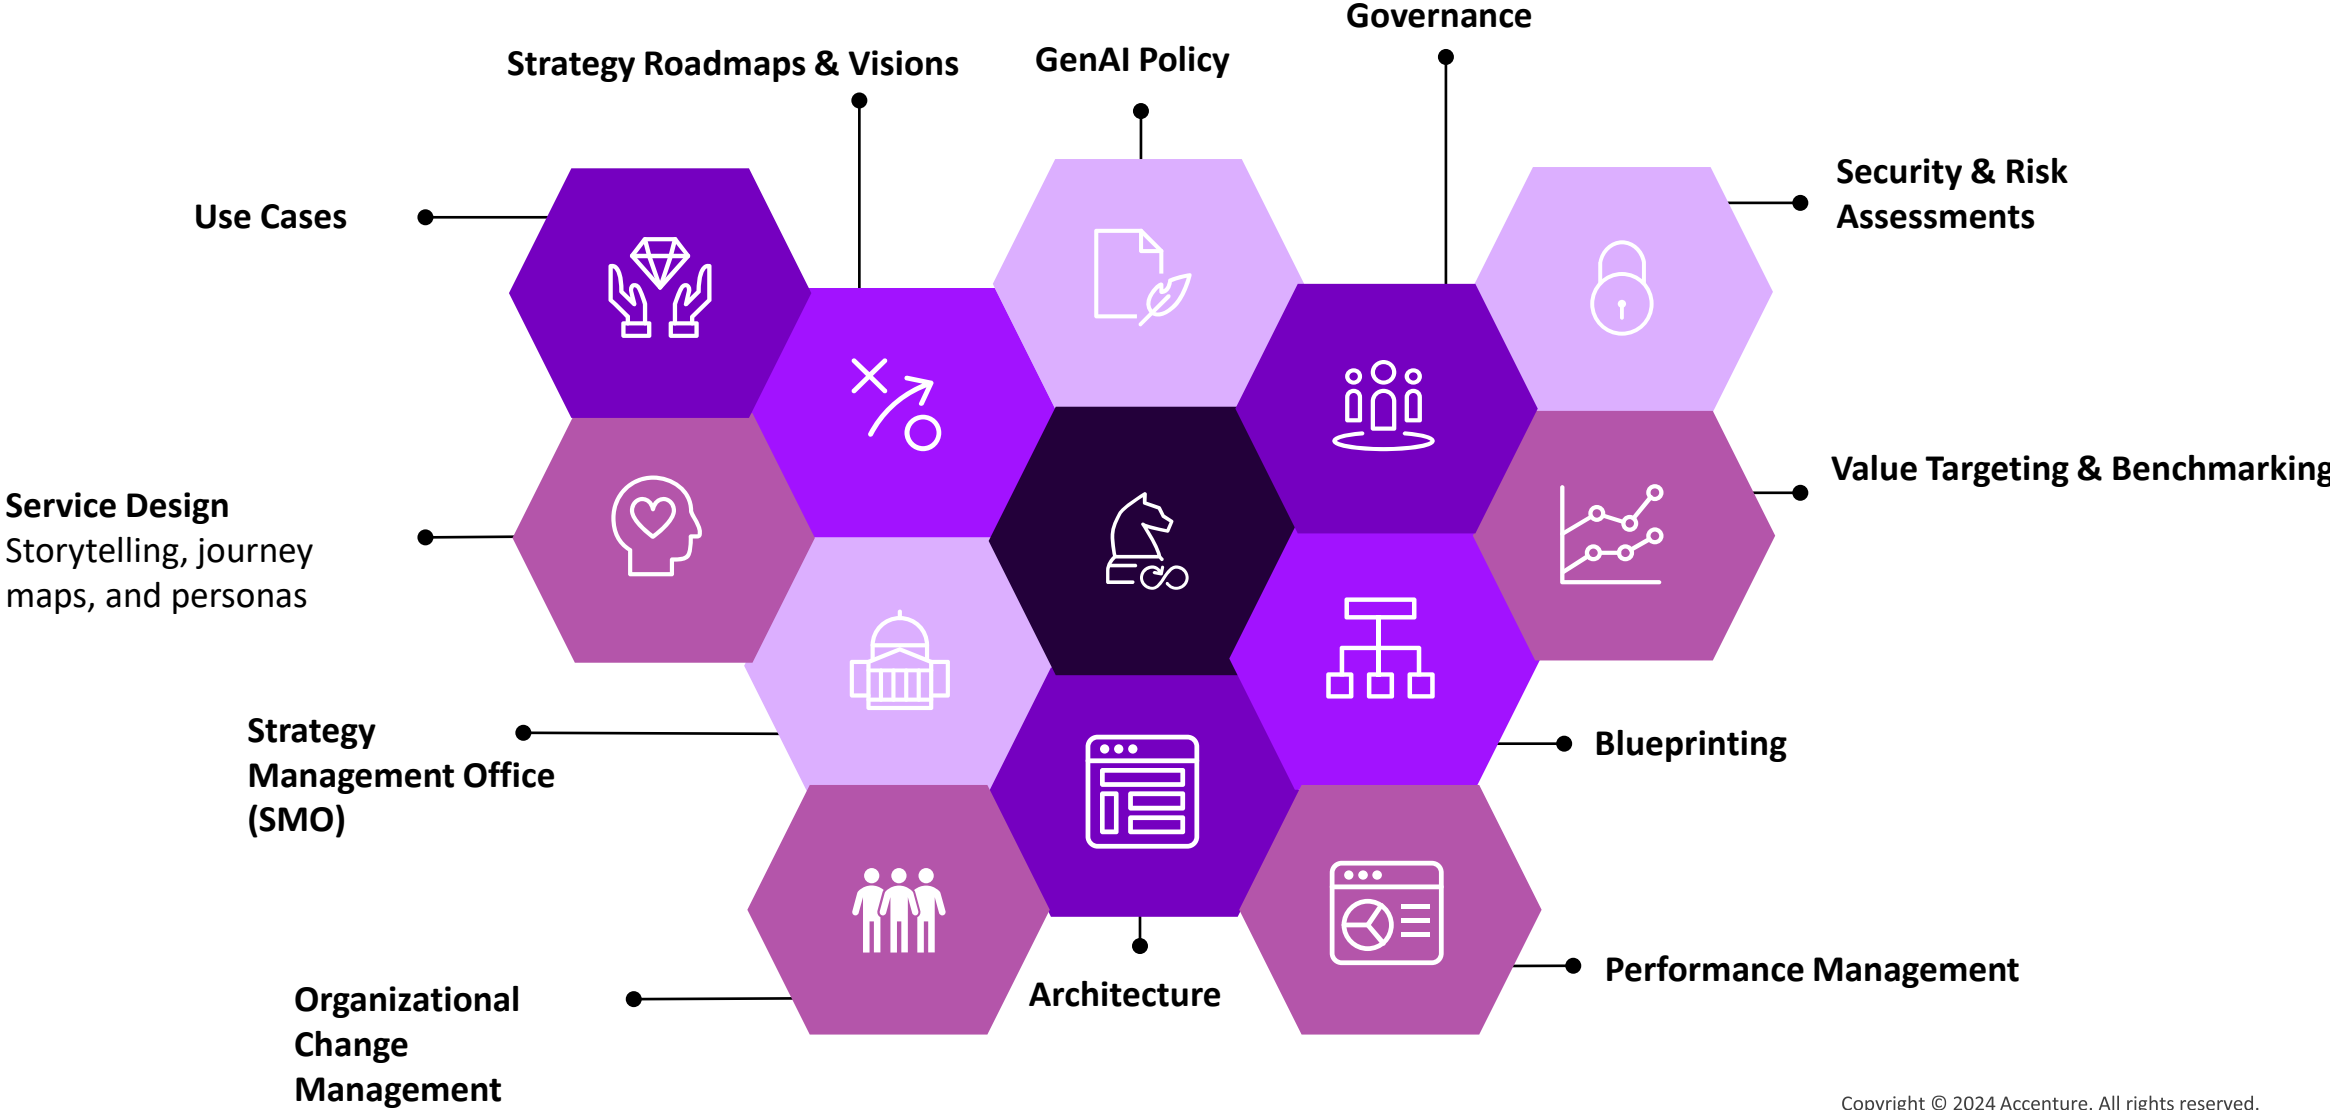 Governance
Strategy Roadmaps & Visions
GenAI Policy
Use Cases
Security & Risk
Assessments
Service Design
Storytelling, journey
maps, and personas
Value Targeting & Benchmarking
Strategy
Management Office
(SMO)
Blueprinting
Organizational
Change
Management
Architecture
Performance Management
Copyright © 2024 Accenture. All rights reserved.